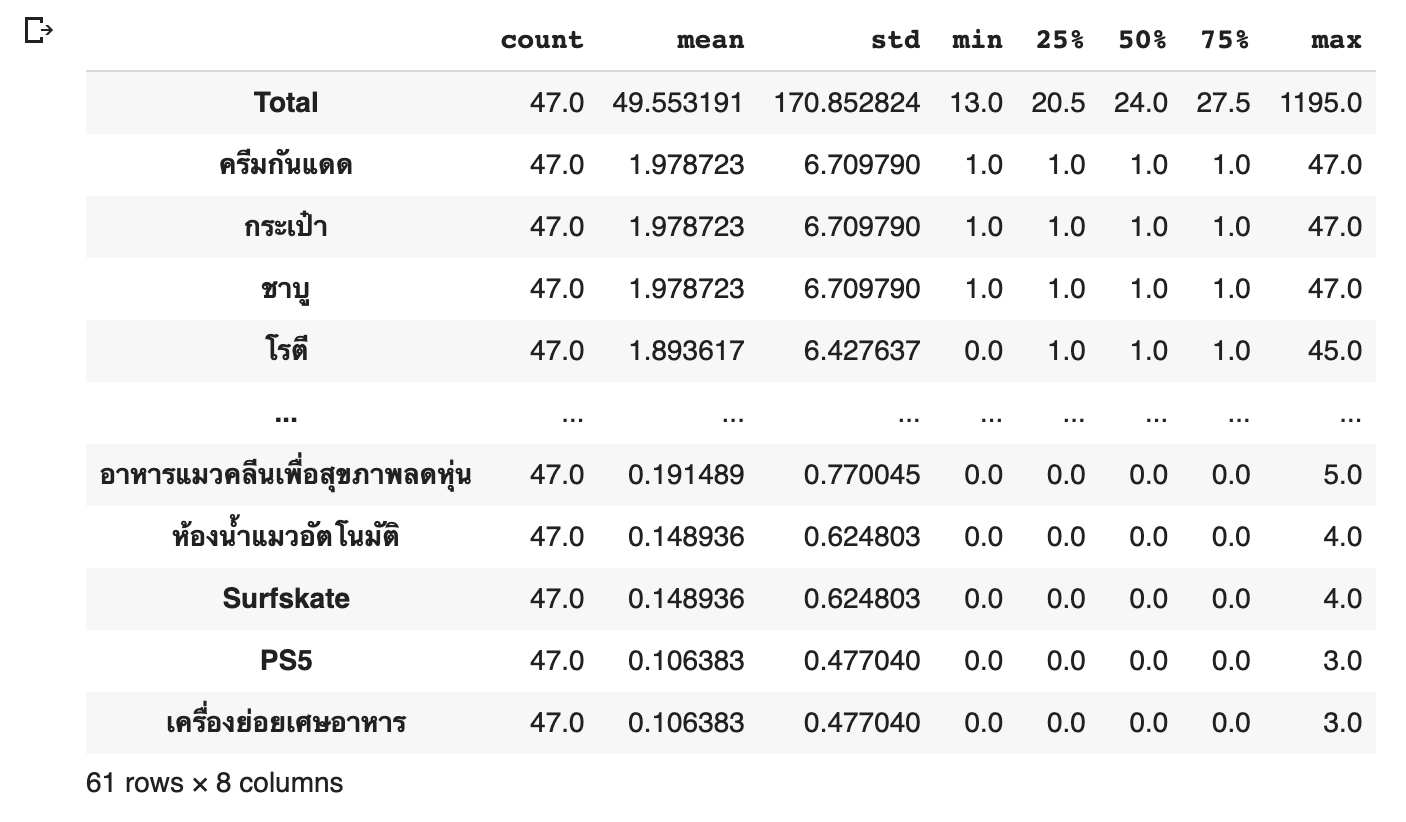 count mean std min 25% 50% 75% max
Total 47.0 49.553191 170.852824 13.0 20.5 24.0 27.5 1195.0
ครีมกันแดด 47.0 1.978723 6.709790 1.0 1.0 1.0 1.0 47.0
กระเป๋า 47.0 1.978723 6.709790 1.0 1.0 1.0 1.0 47.0
ชาบู 47.0 1.978723 6.709790 1.0 1.0 1.0 1.0 47.0
โรตี 47.0 1.893617 6.427637 0.0 1.0 1.0 1.0 45.0
... ... ... ... ... ... ... ... ...
อาหารแมวคลีนเพื่อสุขภาพลดหุ่น 47.0 0.191489 0.770045 0.0 0.0 0.0 0.0 5.0
ห้องน้ำแมวอัตโนมัติ 47.0 0.148936 0.624803 0.0 0.0 0.0 0.0 4.0
Surfskate 47.0 0.148936 0.624803 0.0 0.0 0.0 0.0 4.0
PS5 47.0 0.106383 0.477040 0.0 0.0 0.0 0.0 3.0
เครื่องย่อยเศษอาหาร 47.0 0.106383 0.477040 0.0 0.0 0.0 0.0 3.0
61 rows × 8 columns